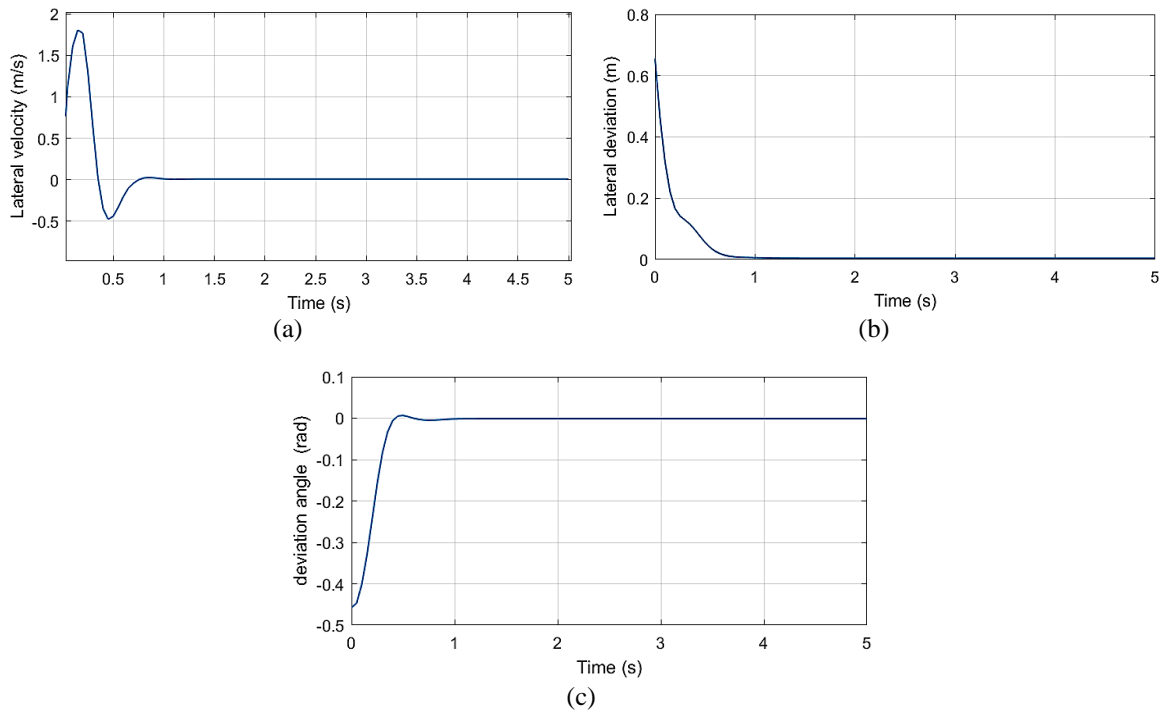 2
1.5
1
0.5
0
-0.5
Lateral velocity (m/s)
0.5 1 1.5 2 2.5 3 3.5 4 4.5 5
Time (s)
(a)
0.8
0.6
0.4
0.2
0
Lateral deviation (m)
0 1 2 3 4 5
Time (s)
(b)
0.1
0
-0.1
-0.2
-0.3
-0.4
-0.5
deviation angle (rad)
0 1 2 3 4 5
Time (s)
(c)